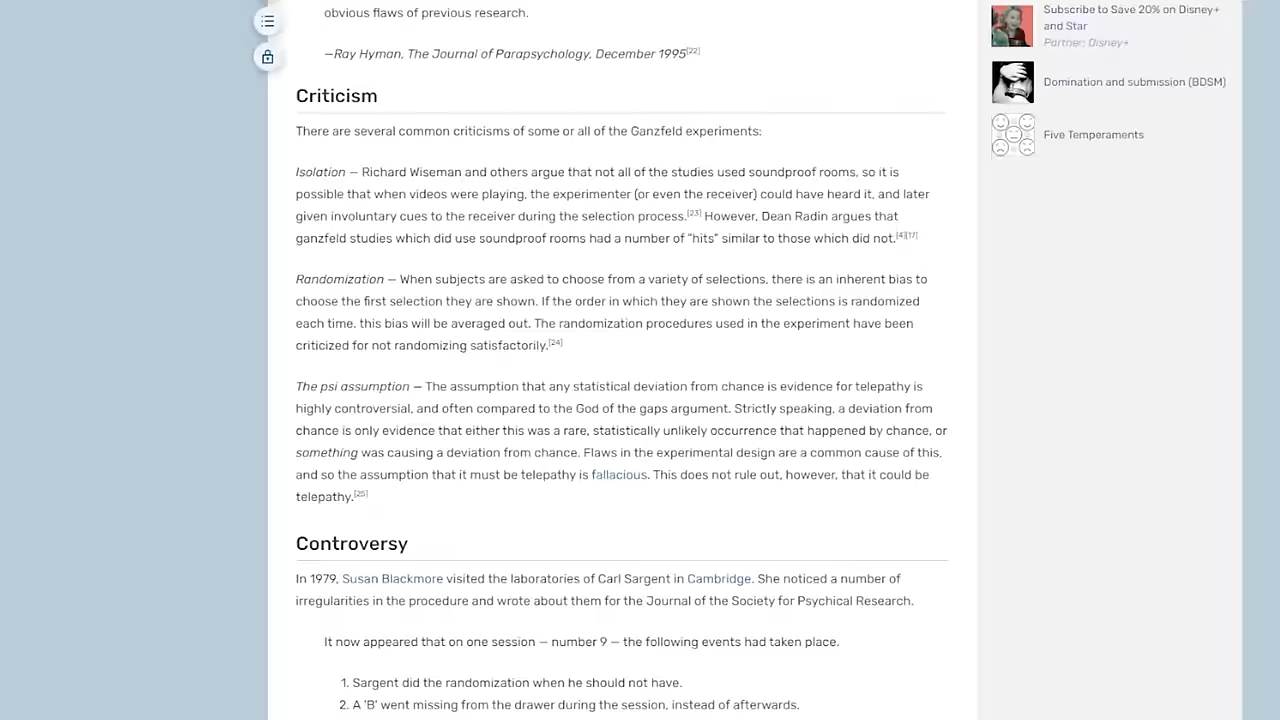 obvious flaws of previous research.
—Ray Hyman, The Journal of Parapsychology, December 1995[22]
Criticism
There are several common criticisms of some or all of the Ganzfeld experiments:
Isolation — Richard Wiseman and others argue that not all of the studies used soundproof rooms, so it is
possible that when videos were playing, the experimenter (or even the receiver) could have heard it, and later
given involuntary cues to the receiver during the selection process.[23] However, Dean Radin argues that
ganzfeld studies which did use soundproof rooms had a number of "hits" similar to those which did not.[4][17]
Randomization — When subjects are asked to choose from a variety of selections, there is an inherent bias to
choose the first selection they are shown. If the order in which they are shown the selections is randomized
each time, this bias will be averaged out. The randomization procedures used in the experiment have been
criticized for not randomizing satisfactorily.[24]
The psi assumption — The assumption that any statistical deviation from chance is evidence for telepathy is
highly controversial, and often compared to the God of the gaps argument. Strictly speaking, a deviation from
chance is only evidence that either this was a rare, statistically unlikely occurrence that happened by chance, or
something was causing a deviation from chance. Flaws in the experimental design are a common cause of this,
and so the assumption that it must be telepathy is fallacious. This does not rule out, however, that it could be
telepathy.[25]
Controversy
In 1979, Susan Blackmore visited the laboratories of Carl Sargent in Cambridge. She noticed a number of
irregularities in the procedure and wrote about them for the Journal of the Society for Psychical Research.
It now appeared that on one session — number 9 — the following events had taken place.
1. Sargent did the randomization when he should not have.
2. A 'B' went missing from the drawer during the session, instead of afterwards.
Subscribe to Save 20% on Disney+
and Star
Partner: Disney+
Domination and submission (BDSM)
Five Temperaments